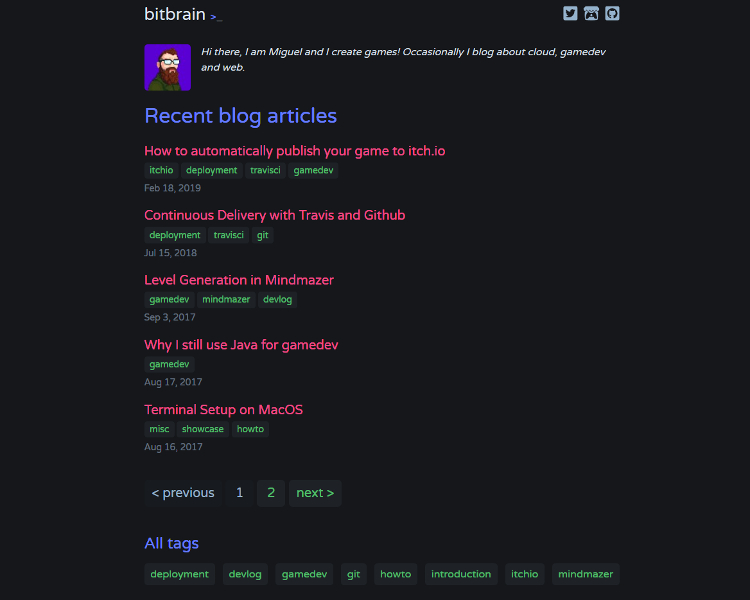 bitbrain >_
Hi there, I am Miguel and I create games! Occasionally I blog about cloud, gamedev
and web.
Recent blog articles
How to automatically publish your game to itch.io
itchio deployment travisci gamedev
Feb 18, 2019
Continuous Delivery with Travis and Github
deployment travisci git
Jul 15, 2018
Level Generation in Mindmazer
gamedev mindmazer devlog
Sep 3, 2017
Why I still use Java for gamedev
gamedev
Aug 17, 2017
Terminal Setup on MacOS
misc showcase howto
Aug 16, 2017
< previous 1 2 next >
All tags
deployment devlog gamedev git howto introduction itchio mindmazer